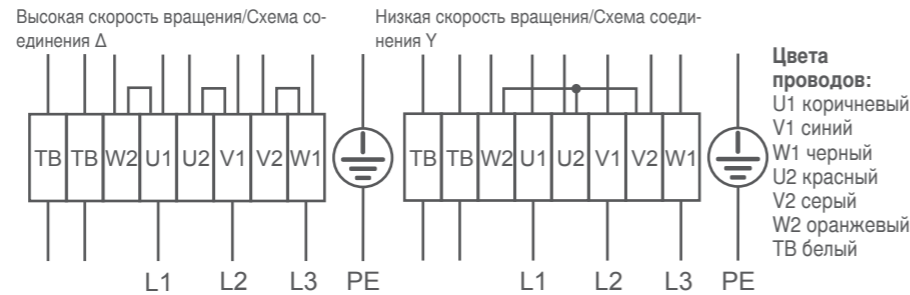 Высокая скорость вращения/Схема со-
единения Δ
Низкая скорость вращения/Схема соеди-
нения Y
TB TB W2 U1 U2 V1 V2 W1
L1 L2 L3 PE
TB TB W2 U1 U2 V1 V2 W1
L1 L2 L3 PE
Цвета
проводов:
U1 коричневый
V1 синий
W1 черный
U2 красный
V2 серый
W2 оранжевый
TB белый